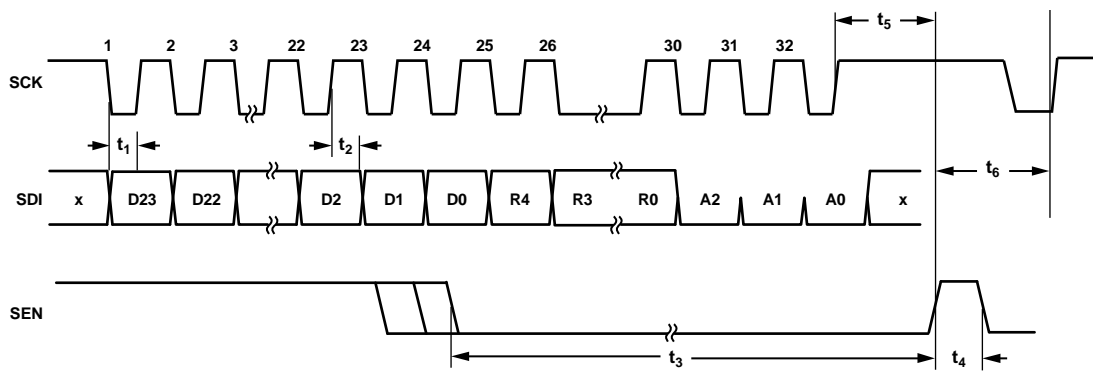 1 2 3 22 23 24 25 26 30 31 32 t5
SCK
t1 t2 t6
SDI x D23 D22 D2 D1 D0 R4 R3 R0 A2 A1 A0 x
SEN
t3 t4